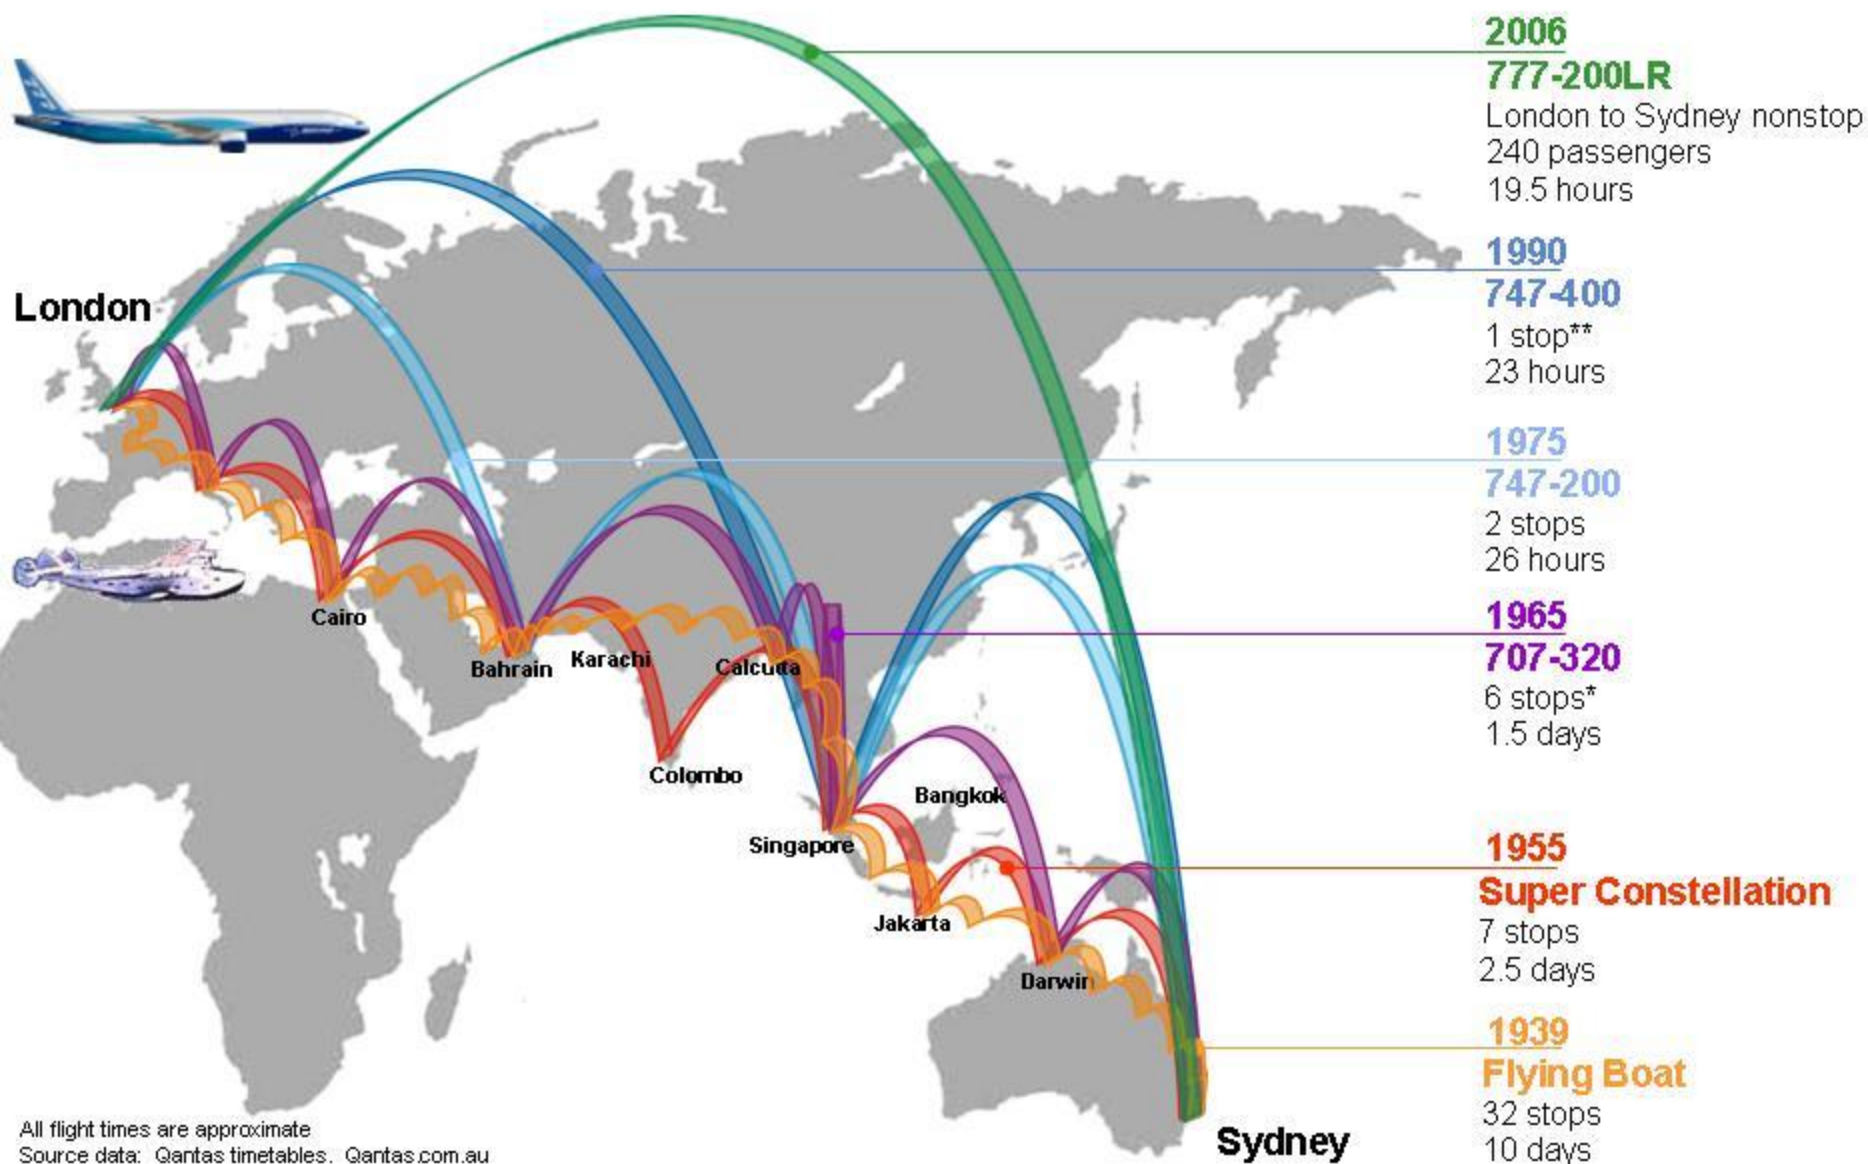 2006
777-200LR
London to Sydney nonstop
240 passengers
19.5 hours
1990
747-400
1 stop**
23 hours
London
1975
747-200
2 stops
26 hours
1965
707-320
6 stops*
1.5 days
Cairo
Bahrain
Karachi
Calcutta
Colombo
Bangkok
Singapore
1955
Super Constellation
7 stops
2.5 days
Jakarta
Darwin
1939
Flying Boat
32 stops
10 days
Sydney
All flight times are approximate
Source data: Qantas timetables. Qantas.com.au